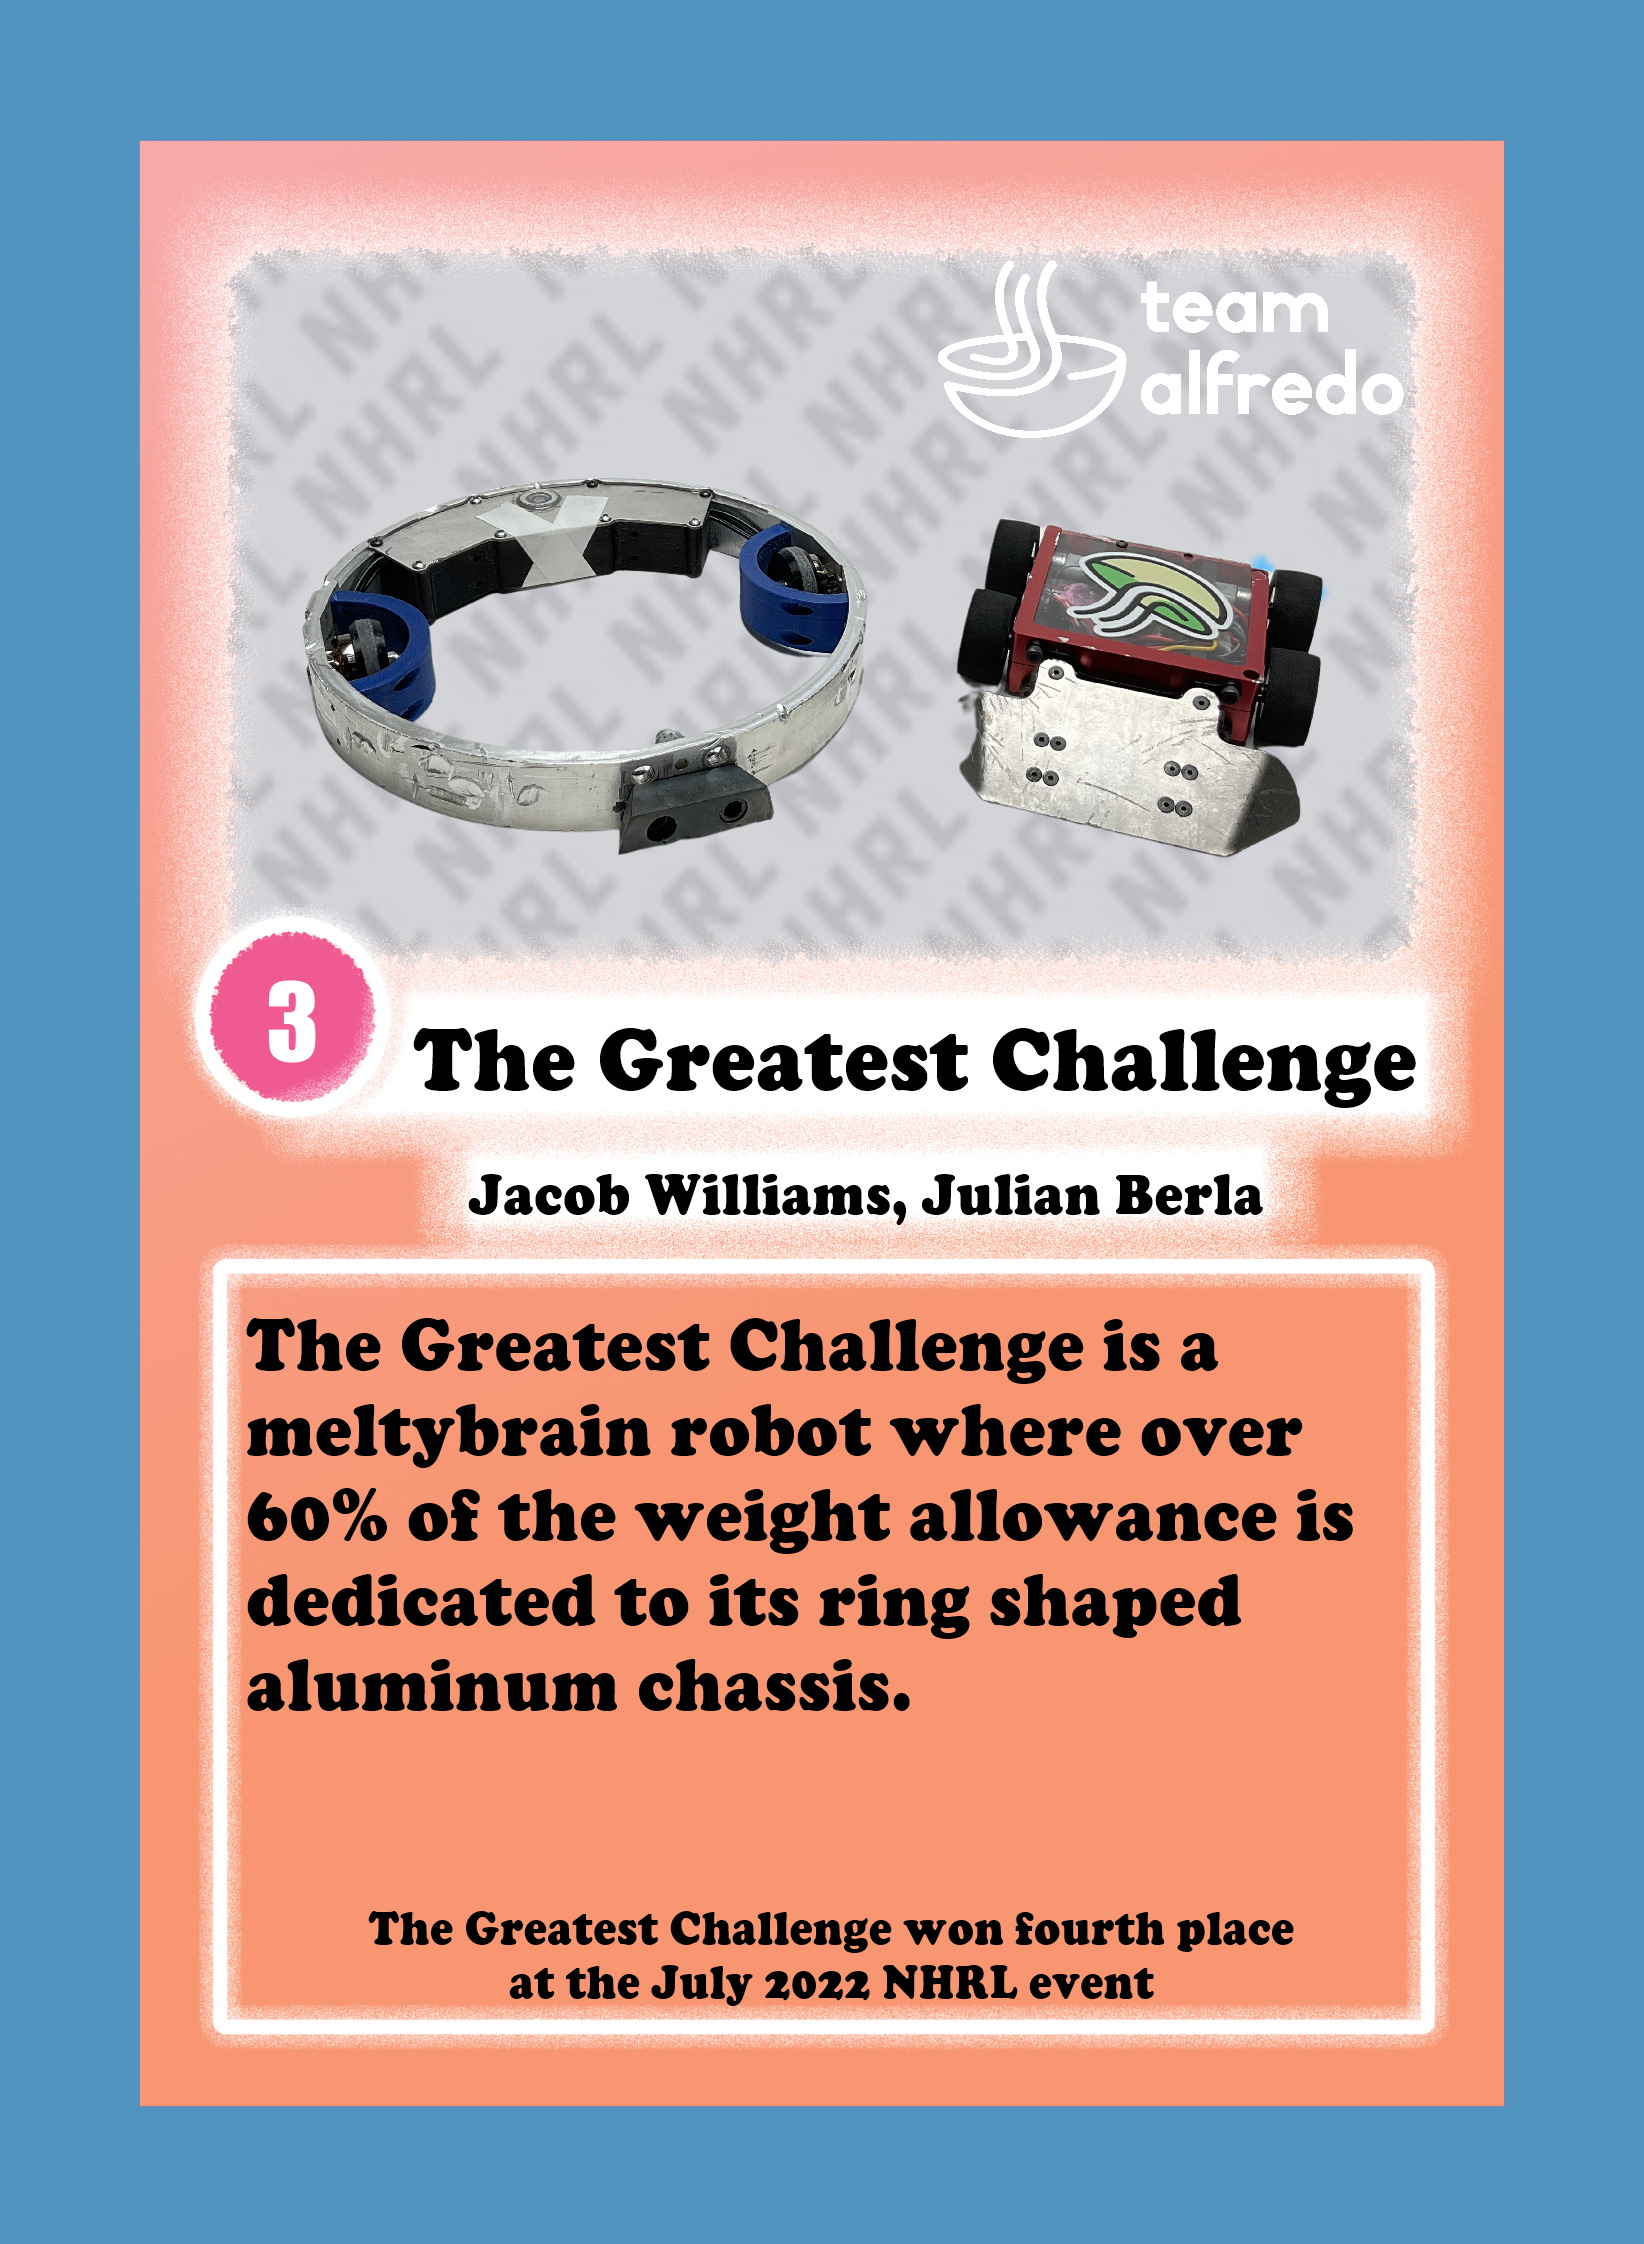 team
alfredo
3
The Greatest Challenge
Jacob Williams, Julian Berla
The Greatest Challenge is a
meltybrain robot where over
60% of the weight allowance is
dedicated to its ring shaped
aluminum chassis.
The Greatest Challenge won fourth place
at the July 2022 NHRL event
NHRL